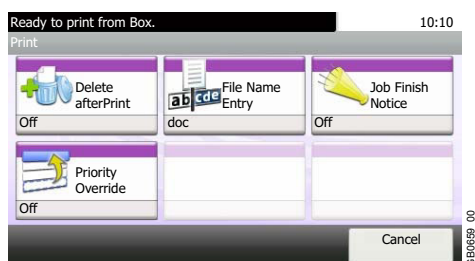 Ready to print from Box.
10:10
Print
Delete
afterPrint
Off
abcde
File Name
Entry
doc
Job Finish
Notice
Off
Priority
Override
Off
Cancel